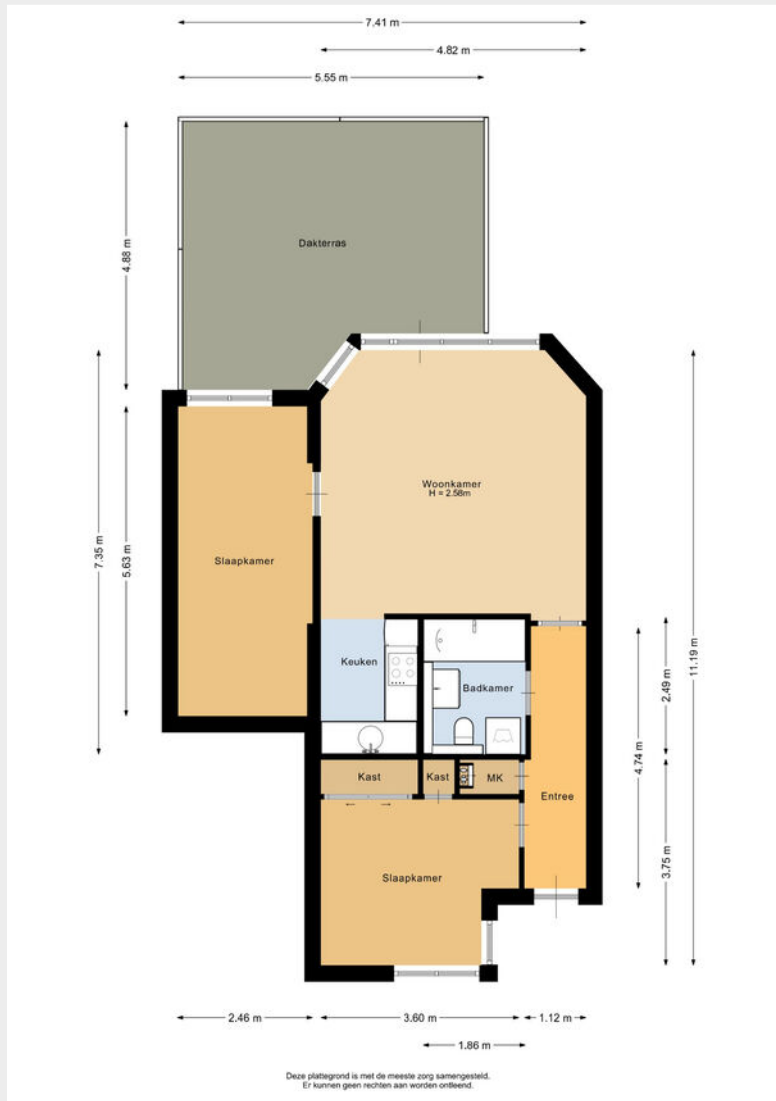 7.41 m
4.82 m
5.55 m
4.88 m
Dakterras
7.35 m
5.63 m
Woonkamer
H = 2.58m
Slaapkamer
11.19 m
2.49 m
4.74 m
Keuken
Badkamer
Kast
Kast
MK
Entree
3.75 m
Slaapkamer
2.46 m
3.60 m
1.12 m
1.86 m
Deze plattegrond is met de meeste zorg samengesteld.
Er kunnen geen rechten aan worden ontleend.